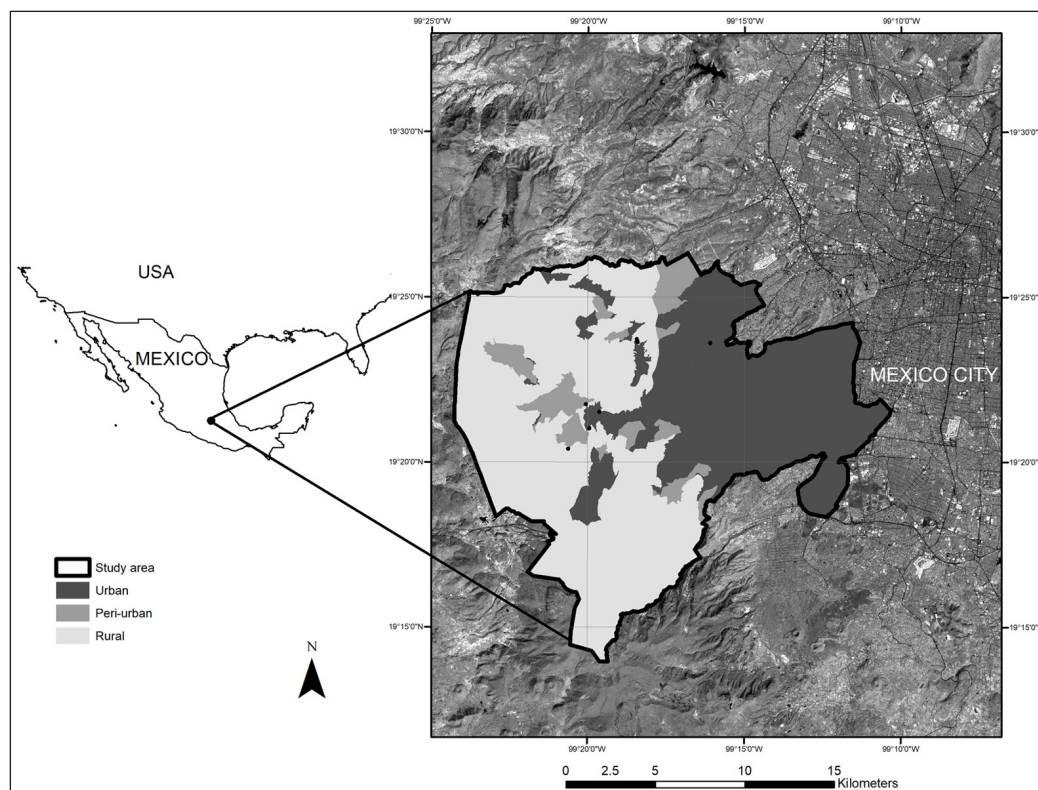 99°25'0"W 99°20'0"W 99°15'0"W 99°10'0"W
19°30'0"N 19°30'0"N
USA
19°25'0"N 19°25'0"N
MEXICO
MEXICO CITY
19°20'0"N 19°20'0"N
Study area
Urban
Peri-urban
Rural
19°15'0"N 19°15'0"N
N
99°20'0"W 99°15'0"W 99°10'0"W
0 2.5 5 10 15
Kilometers